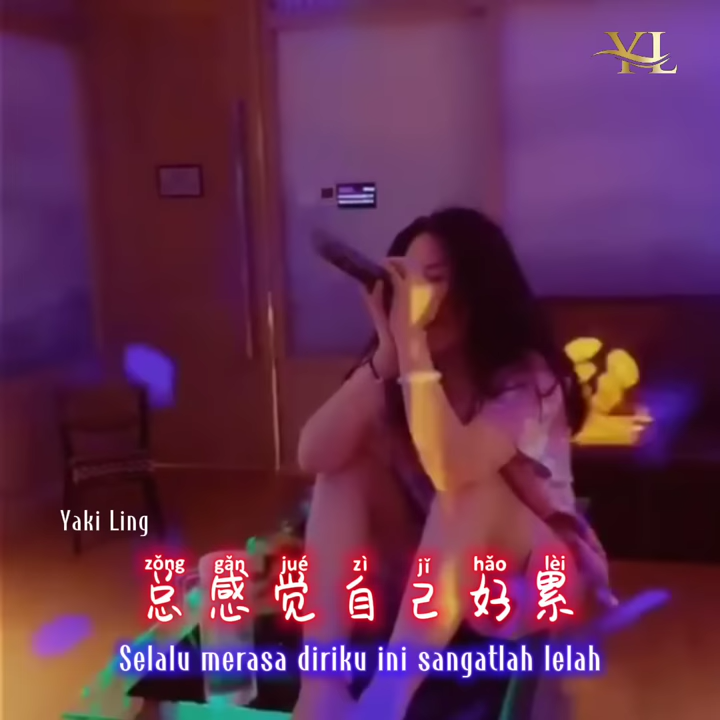 YL
Yaki Ling
zǒng gǎn jué zì jǐ hǎo lèi
总感觉自己好累
Selalu merasa diriku ini sangatlah lelah